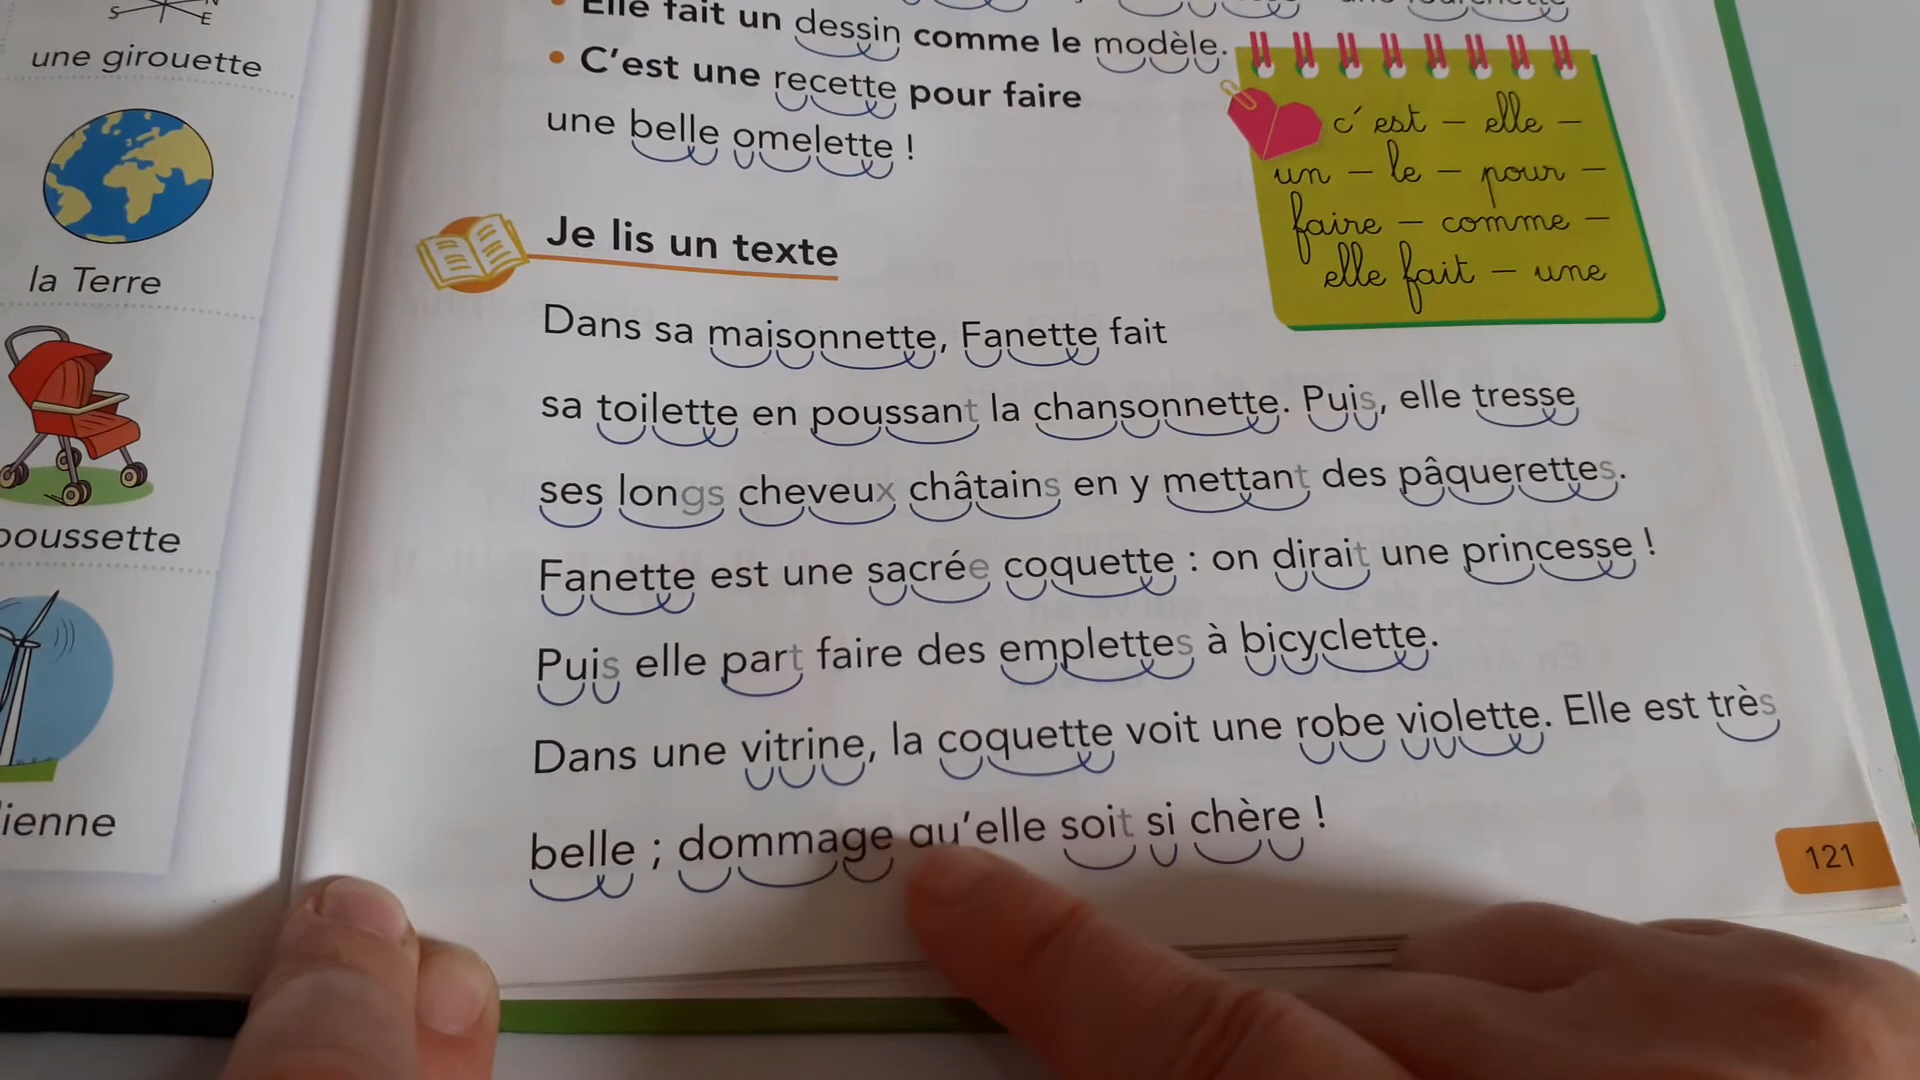 S
E
une girouette
la Terre
poussette
ienne
• Elle fait un dessin comme le modèle.
• C'est une recette pour faire
une belle omelette !
c'est – elle –
un – le – pour –
faire – comme –
elle fait – une
Je lis un texte
Dans sa maisonnette, Fanette fait
sa toilette en poussant la chansonnette. Puis, elle tresse
ses longs cheveux châtains en y mettant des pâquerettes.
Fanette est une sacrée coquette : on dirait une princesse !
Puis elle part faire des emplettes à bicyclette.
Dans une vitrine, la coquette voit une robe violette. Elle est très
belle ; dommage qu'elle soit si chère !
121